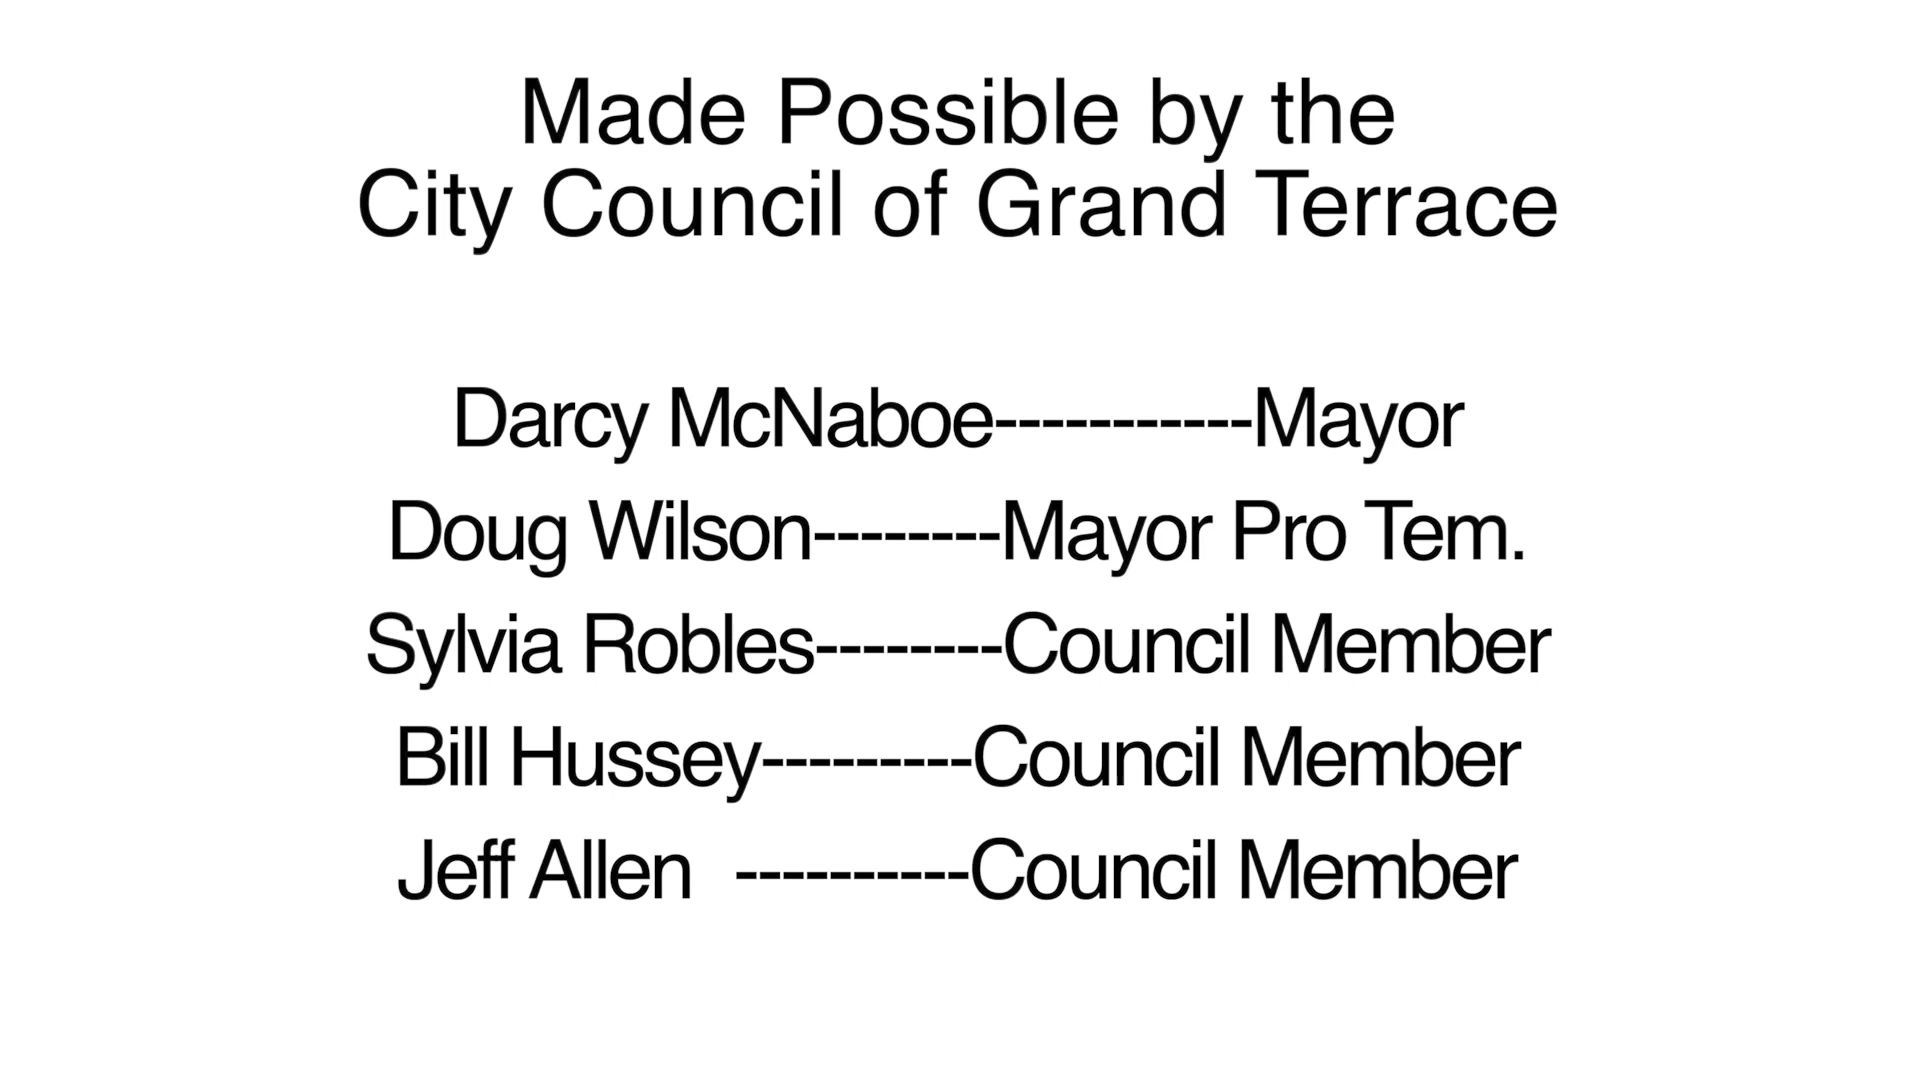 Made Possible by the
City Council of Grand Terrace
Darcy McNaboe-----------Mayor
Doug Wilson--------Mayor Pro Tem.
Sylvia Robles--------Council Member
Bill Hussey---------Council Member
Jeff Allen  ----------Council Member